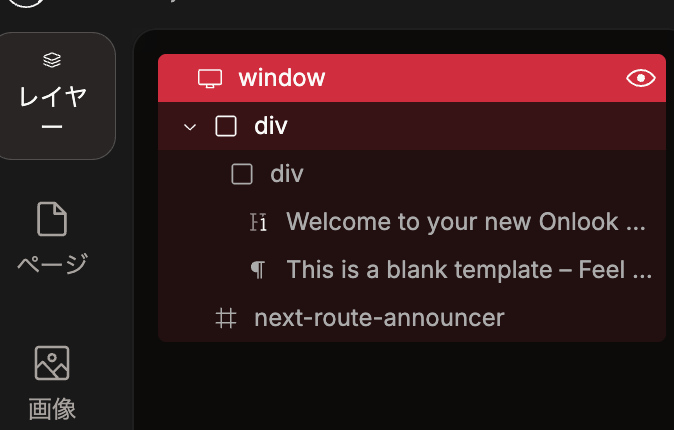 レイヤ
ー
window
div
div
Welcome to your new Onlook ...
This is a blank template – Feel ...
next-route-announcer
ページ
画像